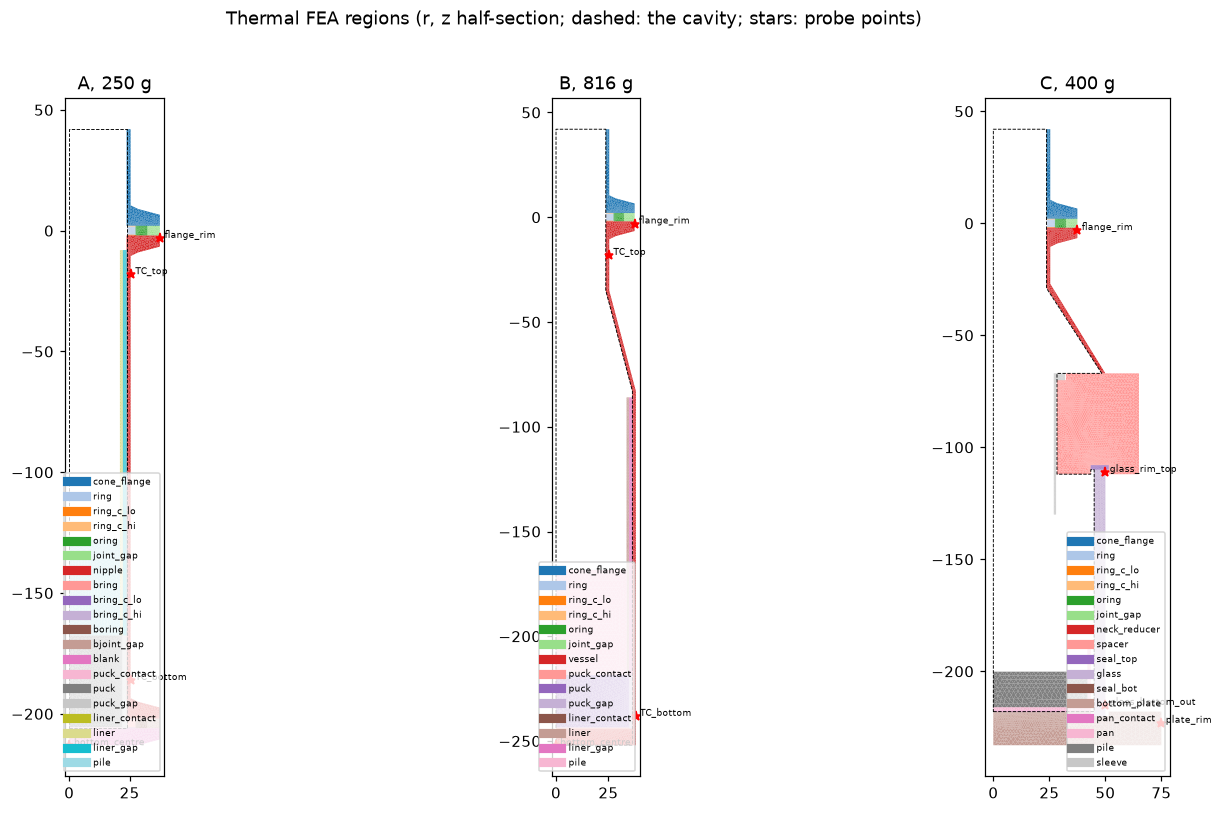 Thermal FEA regions (r, z half-section; dashed: the cavity; stars: probe points)
A, 250 g
50
0
−50
−100
−150
−200
0
25
flange_rim
TC_top
cone_flange
ring
ring_c_lo
ring_c_hi
oring
joint_gap
nipple
bring
bring_c_lo
bring_c_hi
boring
bjoint_gap
blank
puck_contact
puck
puck_gap
liner_contact
liner
liner_gap
pile
B, 816 g
50
0
−50
−100
−150
−200
−250
0
25
flange_rim
TC_top
TC_bottom
cone_flange
ring
ring_c_lo
ring_c_hi
oring
joint_gap
vessel
puck_contact
puck
puck_gap
liner_contact
liner
liner_gap
pile
C, 400 g
50
0
−50
−100
−150
−200
0
25
50
75
flange_rim
glass_rim_top
plate_rim
cone_flange
ring
ring_c_lo
ring_c_hi
oring
joint_gap
neck_reducer
spacer
seal_top
glass
seal_bot
bottom_plate
pan_contact
pan
pile
sleeve